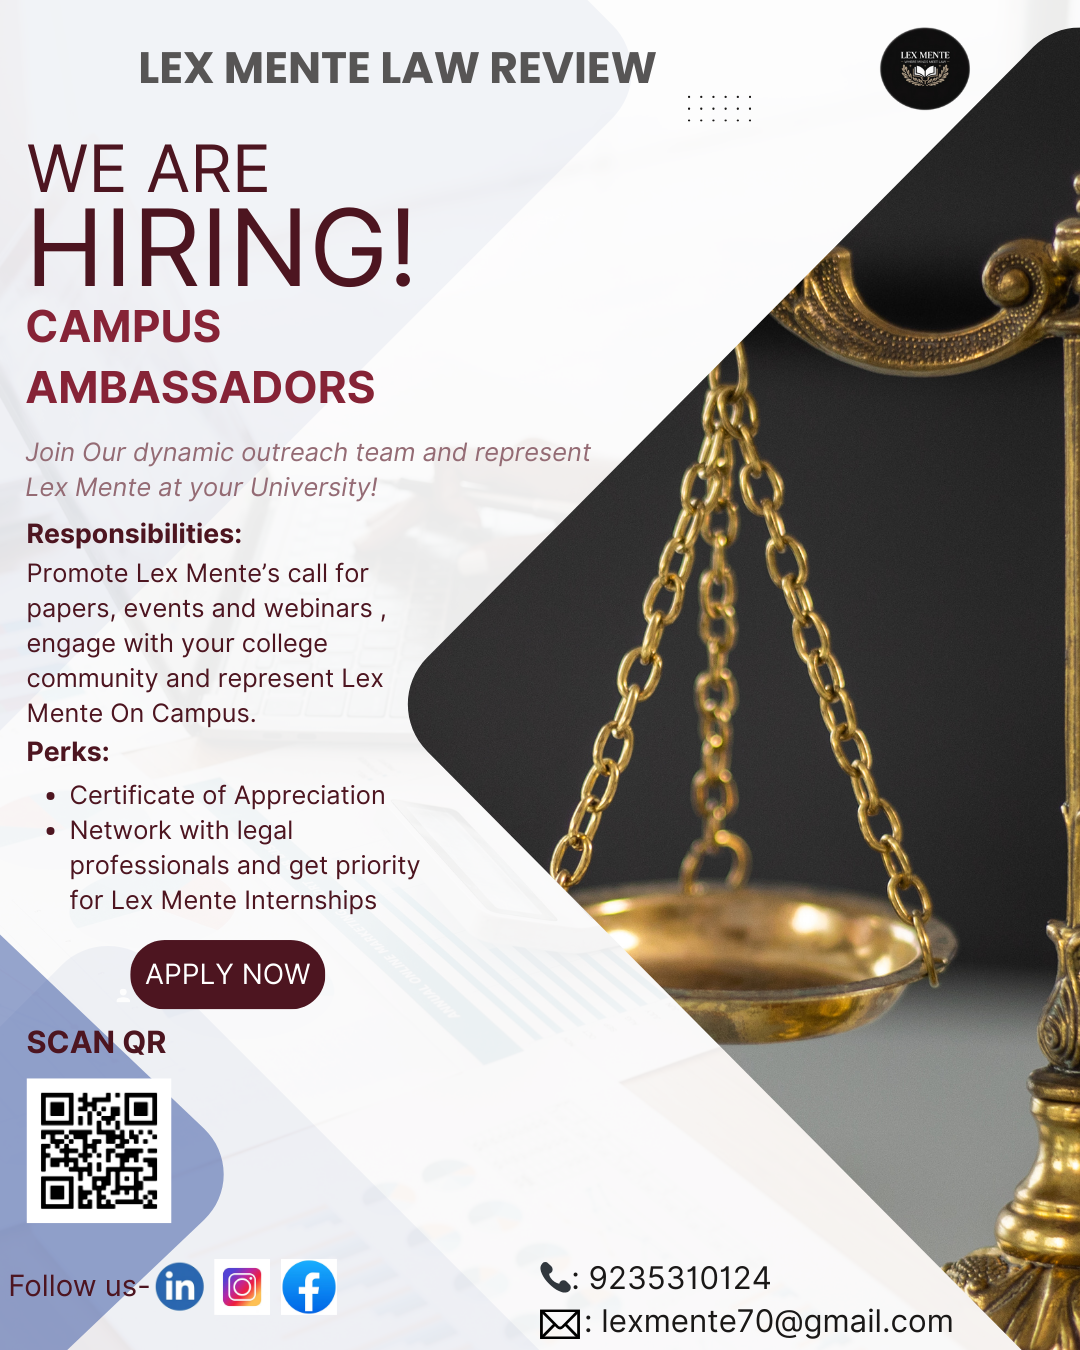 LEX MENTE LAW REVIEW
LEX MENTE
WE ARE
HIRING!
CAMPUS
AMBASSADORS
Join Our dynamic outreach team and represent
Lex Mente at your University!
Responsibilities:
Promote Lex Mente’s call for
papers, events and webinars ,
engage with your college
community and represent Lex
Mente On Campus.
Perks:
• Certificate of Appreciation
• Network with legal
professionals and get priority
for Lex Mente Internships
APPLY NOW
SCAN QR
Follow us-
in
: 9235310124
: lexmente70@gmail.com